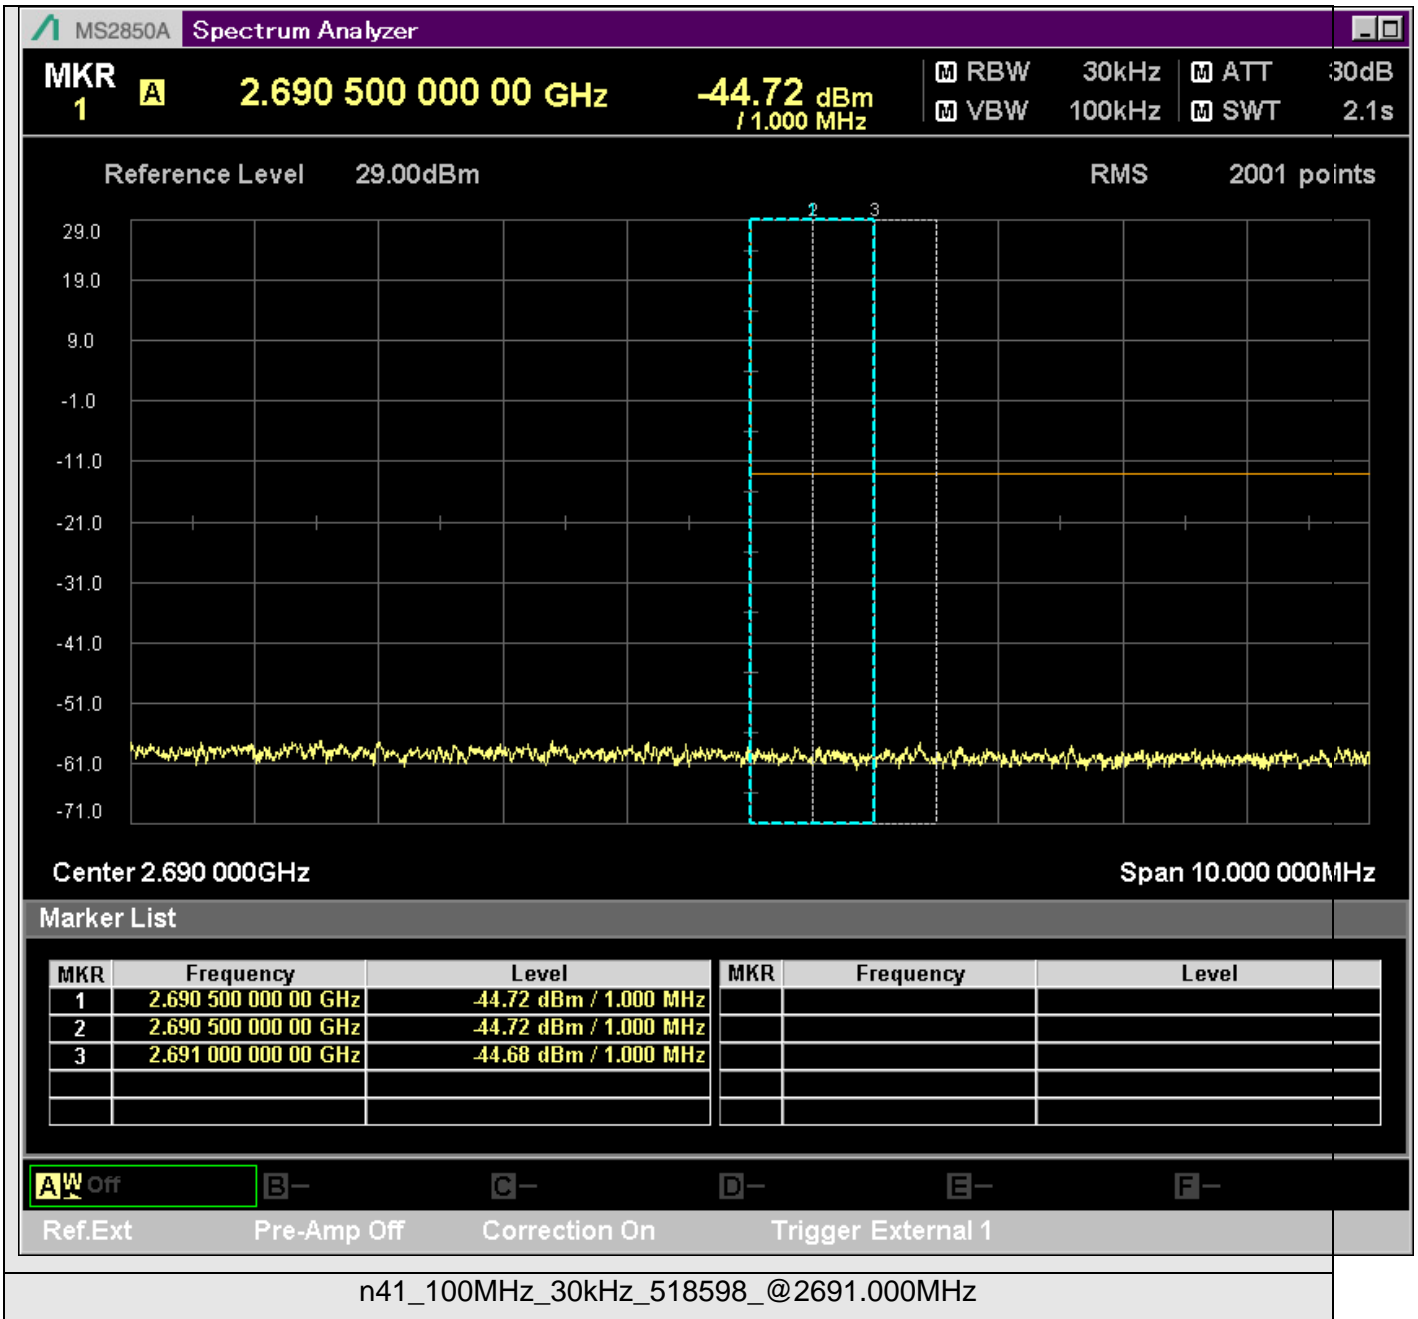 MS2850A Spectrum Analyzer
MKR 1 A 2.690 500 000 00 GHz -44.72 dBm / 1.000 MHz
M RBW 30kHz M ATT 30dB
M VBW 100kHz M SWT 2.1s
Reference Level 29.00dBm RMS 2001 points
2 3
29.0
19.0
9.0
-1.0
-11.0
-21.0
-31.0
-41.0
-51.0
-61.0
-71.0
Center 2.690 000GHz Span 10.000 000MHz
Marker List
MKR Frequency Level MKR Frequency Level
1 2.690 500 000 00 GHz -44.72 dBm / 1.000 MHz
2 2.690 500 000 00 GHz -44.72 dBm / 1.000 MHz
3 2.691 000 000 00 GHz -44.68 dBm / 1.000 MHz
A W Off B - C - D - E - F -
Ref.Ext Pre-Amp Off Correction On Trigger External 1
n41_100MHz_30kHz_518598_@2691.000MHz